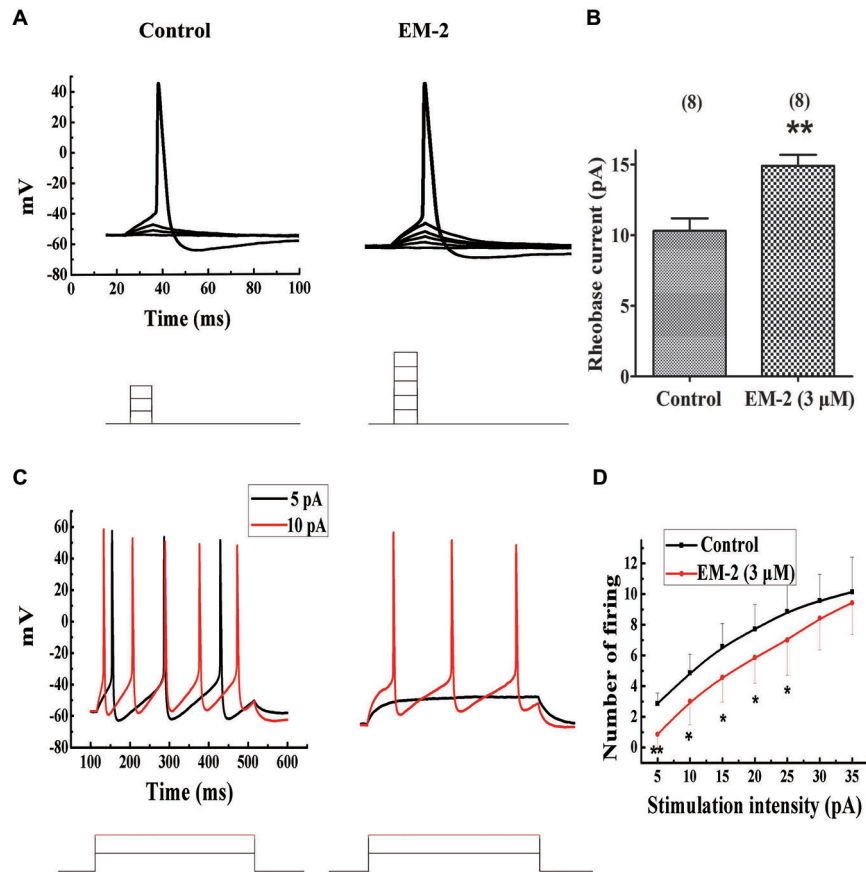 A
Control
EM-2
mV
40
20
0
-20
-40
-60
-80
0 20 40 60 80 100
Time (ms)
B
(8) (8)
**
Rheobase current (pA)
15
10
5
0
Control EM-2 (3 µM)
C
5 pA
10 pA
mV
60
40
20
0
-20
-40
-60
-80
100 200 300 400 500 600
Time (ms)
D
Control
EM-2 (3 µM)
Number of firing
12
10
8
6
4
2
0
** * * * *
5 10 15 20 25 30 35
Stimulation intensity (pA)